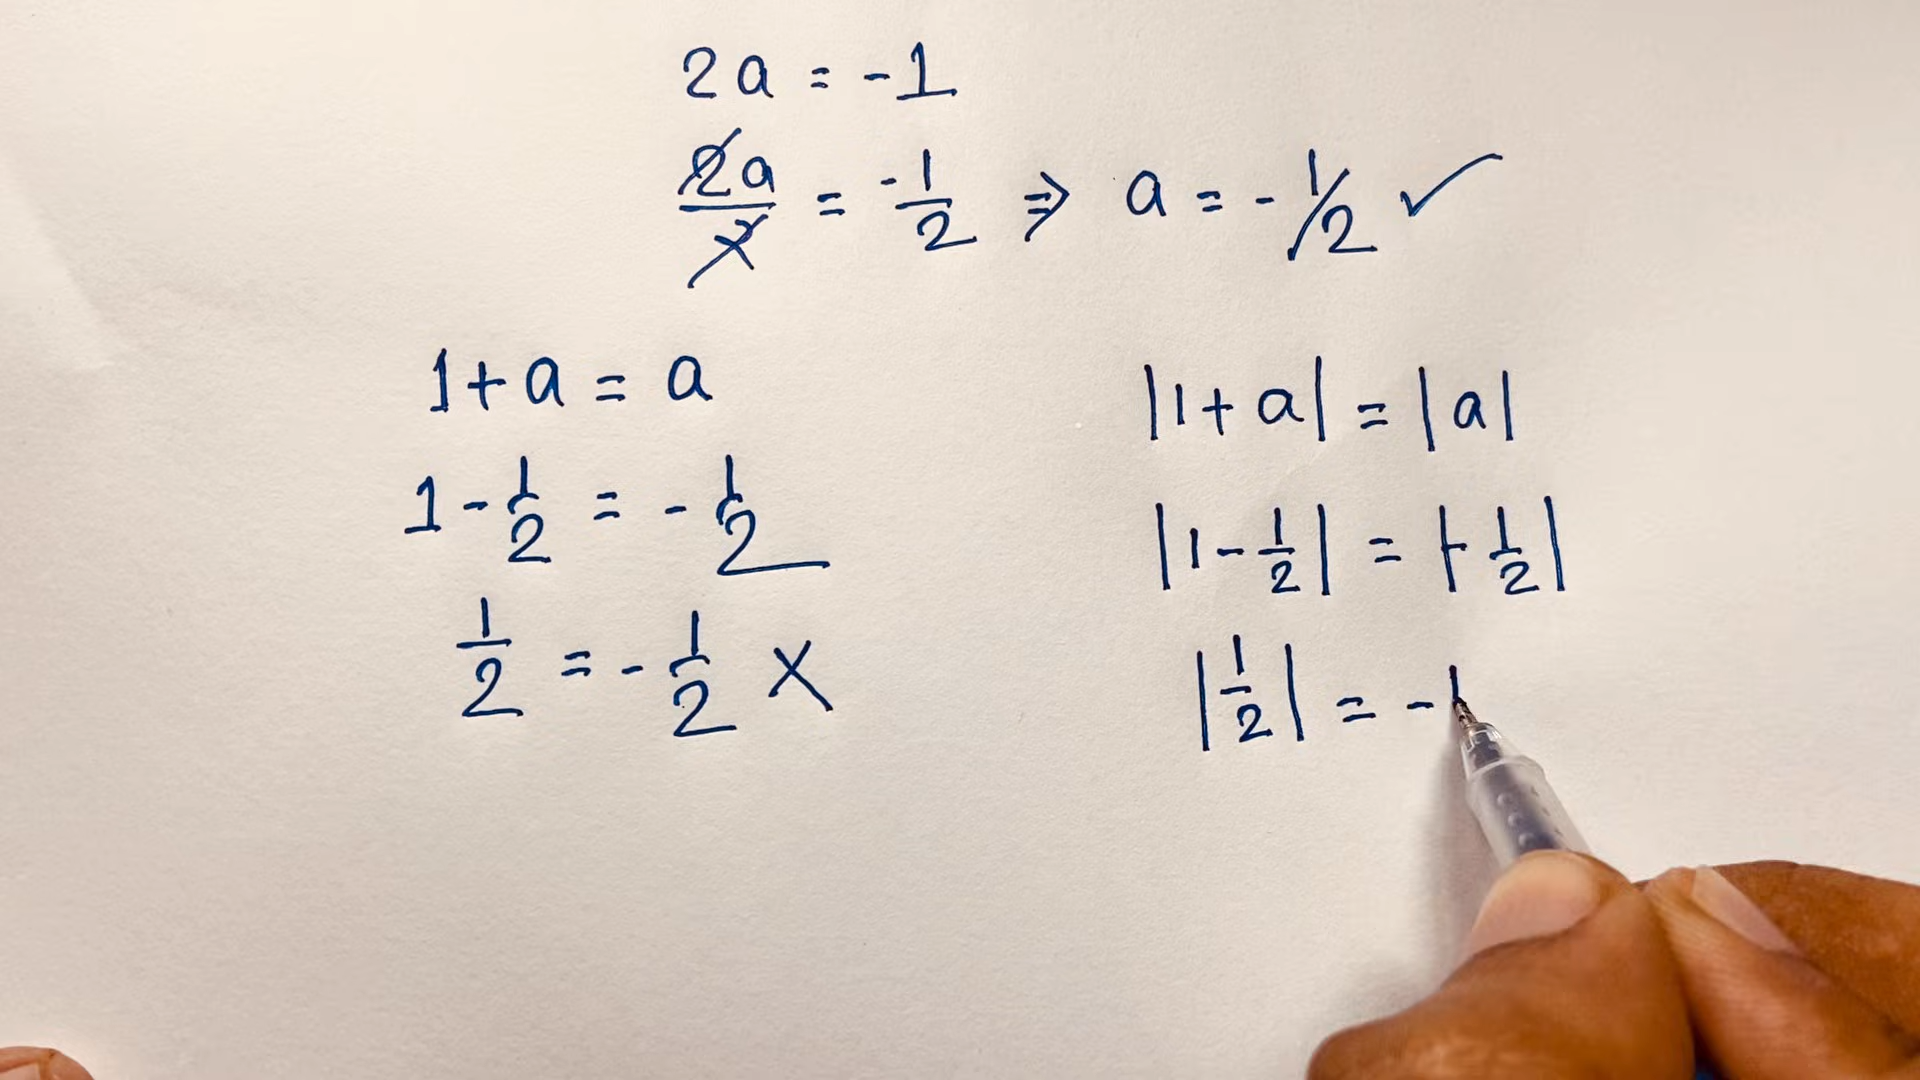 2a = -1
2a/2 = -1/2 ⇒ a = -1/2 ✓
1+a = a
1 - 1/2 = - 1/2
1/2 = - 1/2 X
|1+a| = |a|
|1 - 1/2| = |- 1/2|
|1/2| = - 1